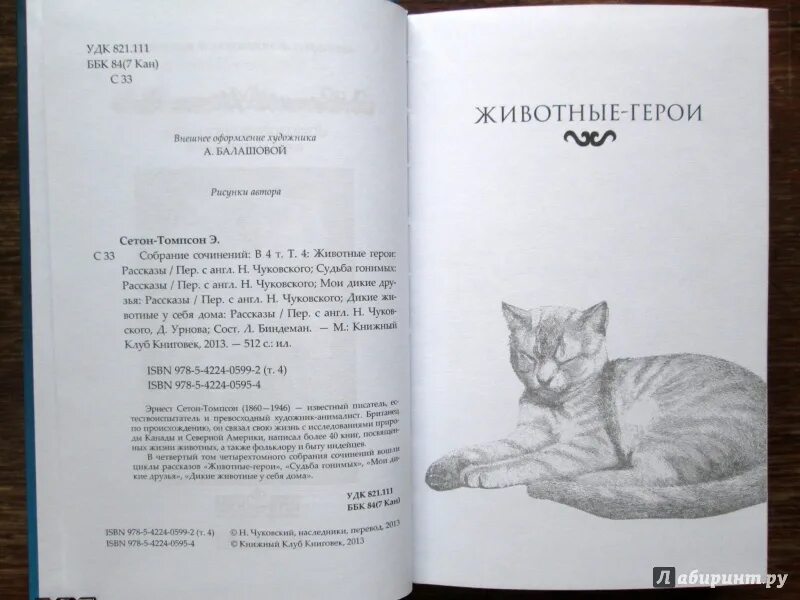 УДК 821.111
ББК 84(7 Кан)
С 33
Внешнее оформление художника
А. БАЛАШОВОЙ
Рисунки автора
Сетон-Томпсон Э.
С 33 Собрание сочинений: В 4 т. Т. 4: Животные герои:
Рассказы / Пер. с англ. Н. Чуковского; Судьба гонимых:
Рассказы / Пер. с англ. Н. Чуковского; Мои дикие дру-
зья: Рассказы / Пер. с англ. Н. Чуковского; Дикие жи-
вотные у себя дома: Рассказы / Пер. с англ. Н. Чуков-
ского, Д. Урнова; Сост. Л. Биндеман. — М.: Книжный
Клуб Книговек, 2013. — 512 с.: ил.
ISBN 978-5-4224-0599-2 (т. 4)
ISBN 978-5-4224-0595-4
Эрнест Сетон-Томпсон (1860—1946) — известный писатель, ес-
тествоиспытатель и превосходный художник-анималист. Британец
по происхождению, он связал свою жизнь с исследованиями приро-
ды Канады и Северной Америки, написал более 40 книг, посвящен-
ных жизни животных, а также фольклору и быту индейцев.
В четвертый том четырехтомного собрания сочинений вошли
циклы рассказов «Животные-герои», «Судьба гонимых», «Мои ди-
кие друзья», «Дикие животные у себя дома».
УДК 821.111
ББК 84(7 Кан)
ISBN 978-5-4224-0599-2 (т. 4)
ISBN 978-5-4224-0595-4
© Н. Чуковский, наследники, перевод, 2013
© Книжный Клуб Книговек, 2013
ЖИВОТНЫЕ-ГЕРОИ
Лабиринт.ру